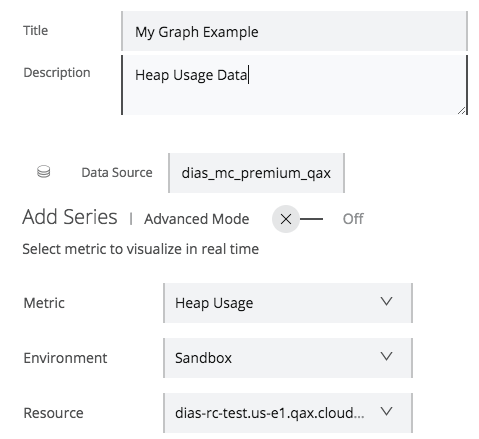 Title My Graph Example
Description Heap Usage Data
Data Source dias_mc_premium_qax
Add Series | Advanced Mode Off
Select metric to visualize in real time
Metric Heap Usage
Environment Sandbox
Resource dias-rc-test.us-e1.qax.cloud...